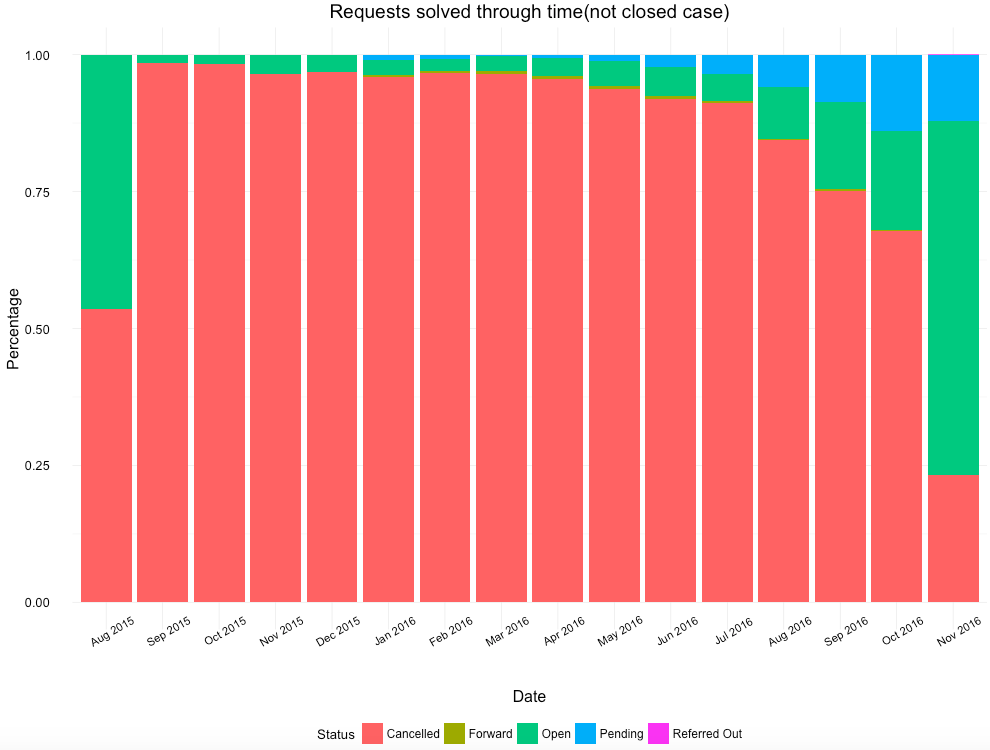 Requests solved through time(not closed case)
Percentage
1.00
0.75
0.50
0.25
0.00
Aug 2015
Sep 2015
Oct 2015
Nov 2015
Dec 2015
Jan 2016
Feb 2016
Mar 2016
Apr 2016
May 2016
Jun 2016
Jul 2016
Aug 2016
Sep 2016
Oct 2016
Nov 2016
Date
Status Cancelled Forward Open Pending Referred Out